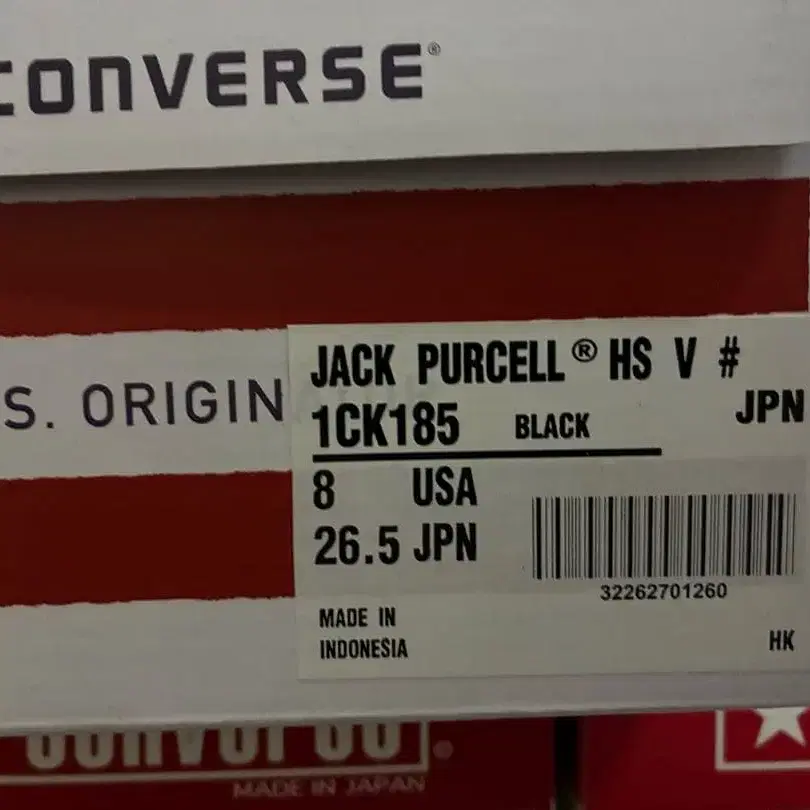 CONVERSE®
S. ORIGIN
JACK PURCELL® HS V #
1CK185 BLACK JPN
8 USA
26.5 JPN
32262701260
MADE IN
INDONESIA
HK
converse®
MADE IN JAPAN